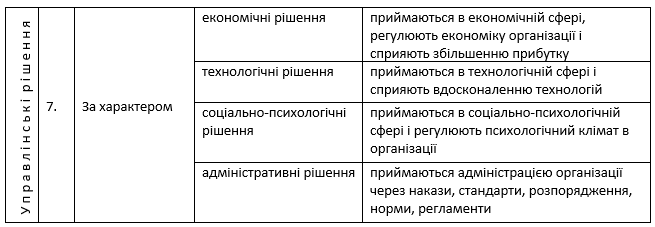 Управлінські рішення
7.
За характером
економічні рішення
приймаються в економічній сфері,
регулюють економіку організації і
сприяють збільшенню прибутку
технологічні рішення
приймаються в технологічній сфері і
сприяють вдосконаленню технологій
соціально-психологічні
рішення
приймаються в соціально-психологічній
сфері і регулюють психологічний клімат в
організації
адміністративні рішення
приймаються адміністрацією організації
через накази, стандарти, розпорядження,
норми, регламенти